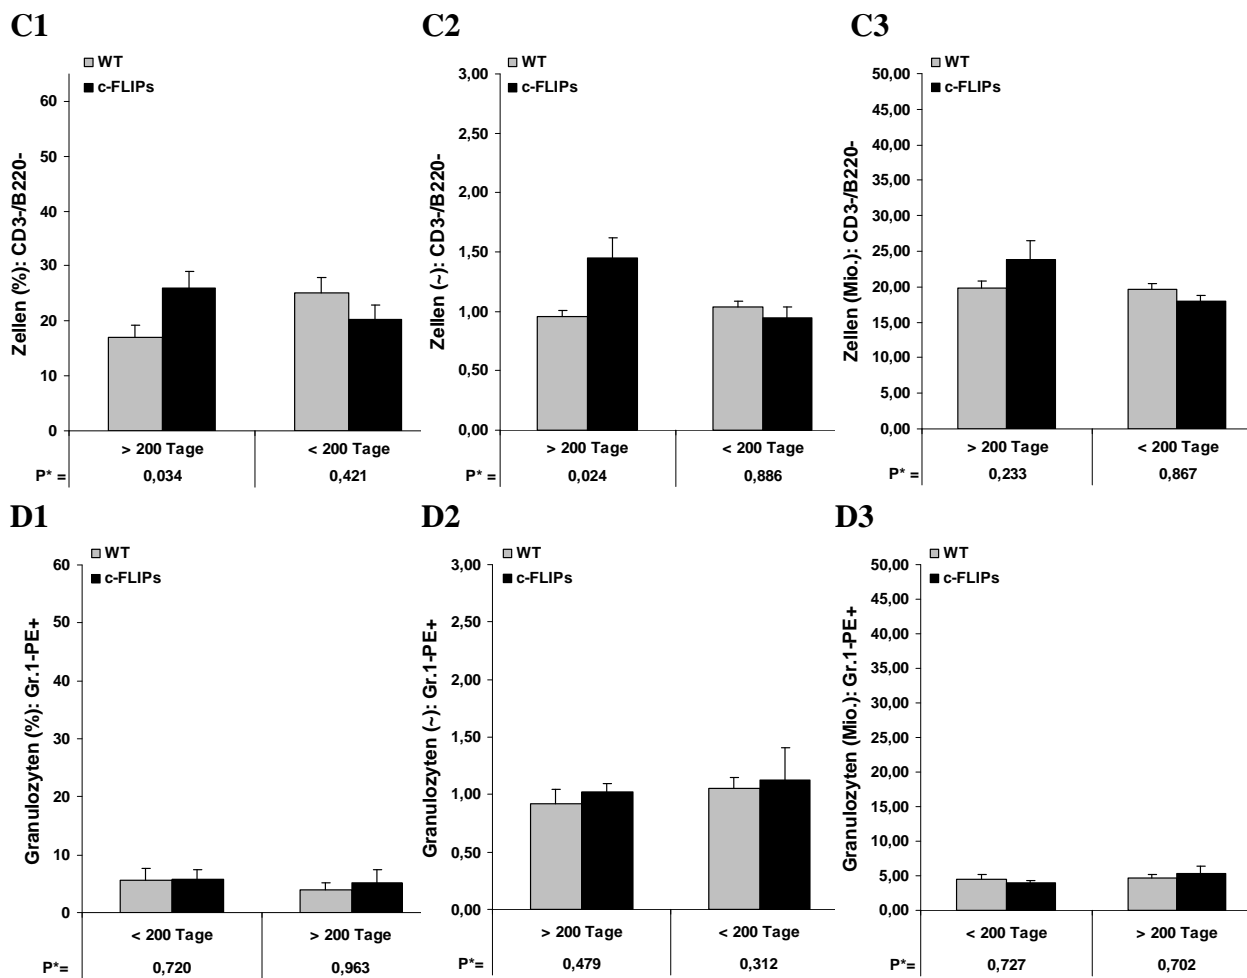 C1
WT
c-FLIPs
Zellen (%): CD3-/B220-
60
50
40
30
20
10
0
> 200 Tage < 200 Tage
P* = 0,034 0,421
C2
WT
c-FLIPs
Zellen (~): CD3-/B220-
3,00
2,50
2,00
1,50
1,00
0,50
0,00
> 200 Tage < 200 Tage
P* = 0,024 0,886
C3
WT
c-FLIPs
Zellen (Mio.): CD3-/B220-
50,00
45,00
40,00
35,00
30,00
25,00
20,00
15,00
10,00
5,00
0,00
> 200 Tage < 200 Tage
P* = 0,233 0,867
D1
WT
c-FLIPs
Granulozyten (%): Gr.1-PE+
60
50
40
30
20
10
0
< 200 Tage > 200 Tage
P*= 0,720 0,963
D2
WT
c-FLIPs
Granulozyten (~): Gr.1-PE+
3,00
2,50
2,00
1,50
1,00
0,50
0,00
> 200 Tage < 200 Tage
P*= 0,479 0,312
D3
WT
c-FLIPs
Granulozyten (Mio.): Gr.1-PE+
50,00
45,00
40,00
35,00
30,00
25,00
20,00
15,00
10,00
5,00
0,00
< 200 Tage > 200 Tage
P*= 0,727 0,702